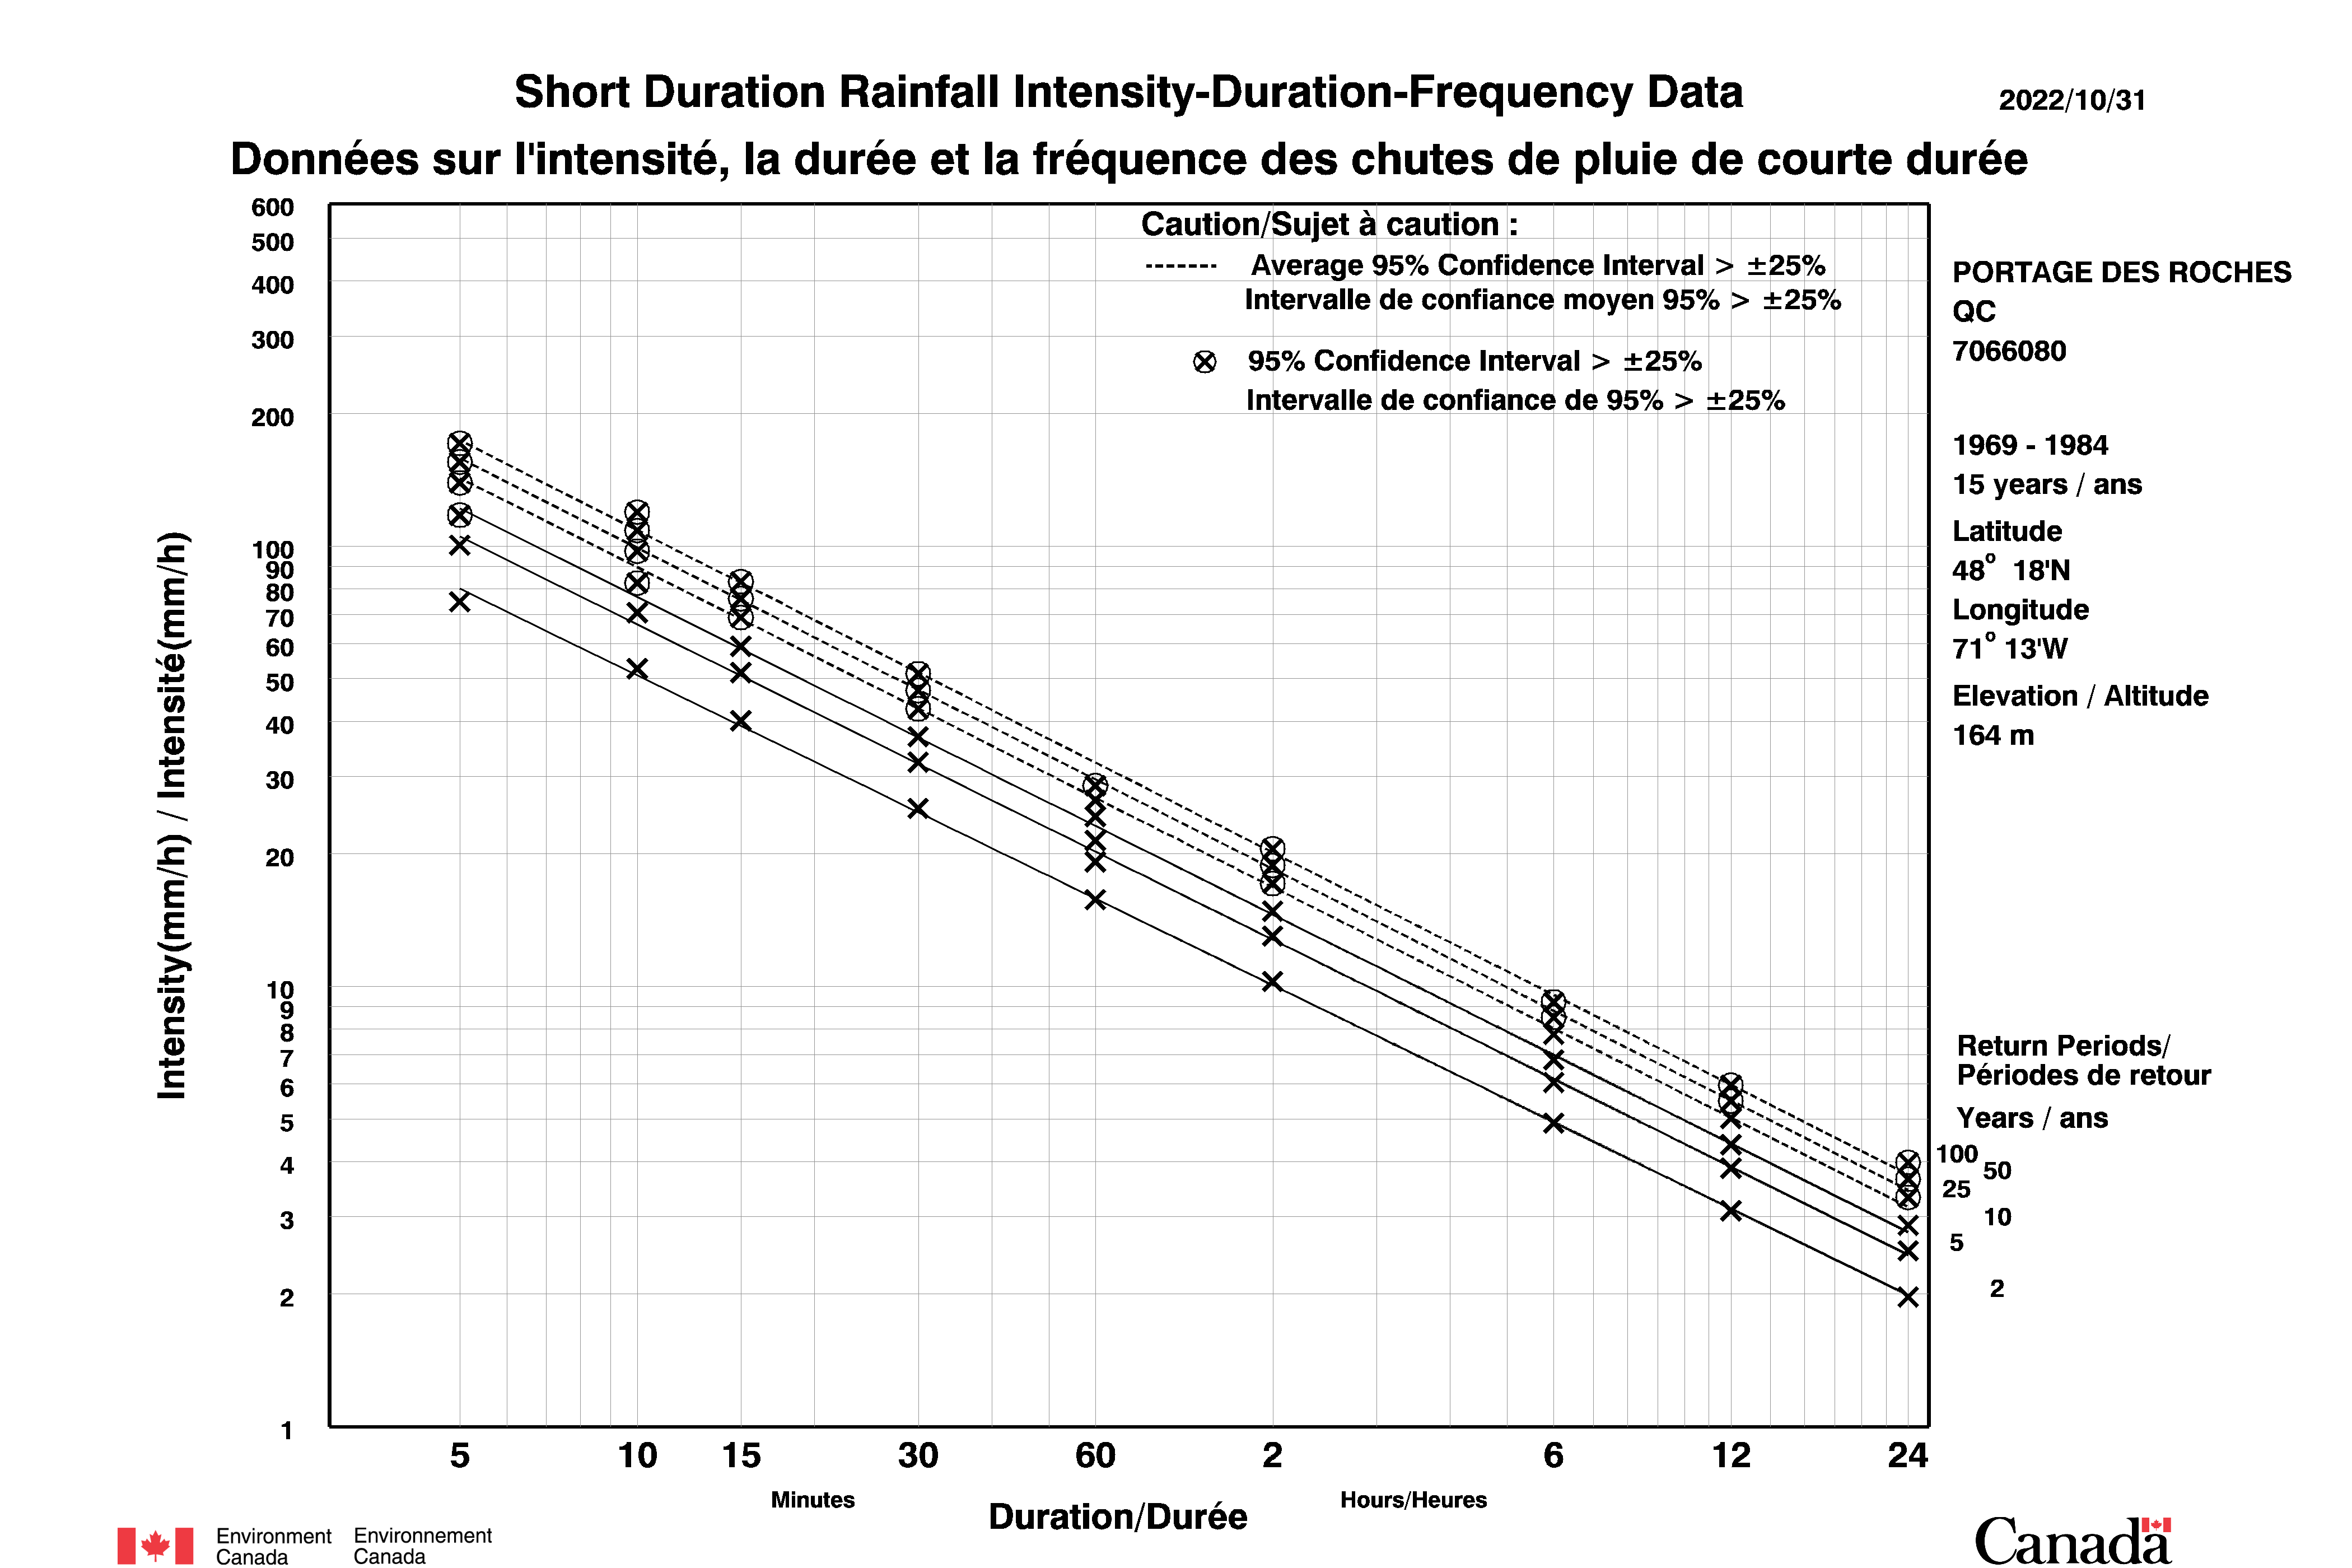 Short Duration Rainfall Intensity-Duration-Frequency Data
2022/10/31
Données sur l'intensité, la durée et la fréquence des chutes de pluie de courte durée
Caution/Sujet à caution :
Average 95% Confidence Interval > ±25%
Intervalle de confiance moyen 95% > ±25%
95% Confidence Interval > ±25%
Intervalle de confiance de 95% > ±25%
PORTAGE DES ROCHES
QC
7066080
1969 - 1984
15 years / ans
Latitude
48° 18'N
Longitude
71° 13'W
Elevation / Altitude
164 m
Return Periods/
Périodes de retour
Years / ans
100
50
25
10
5
2
Intensity(mm/h) / Intensité(mm/h)
600
500
400
300
200
100
90
80
70
60
50
40
30
20
10
9
8
7
6
5
4
3
2
1
5 10 15 30 60 2 6 12 24
Minutes
Hours/Heures
Duration/Durée
Environment Canada
Environnement Canada
Canada